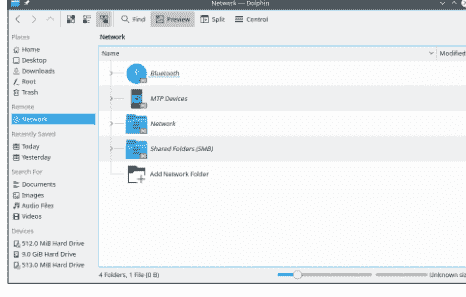 Network — Dolphin
Find
Preview
Split
Control
Places
Network
Home
Name
Modified
Desktop
Bluetooth
Downloads
Root
MTP Devices
Trash
Remote
Network
Network
Recently Saved
Shared Folders (SMB)
Today
Yesterday
Add Network Folder
Search For
Documents
Images
Audio Files
Videos
Devices
512.0 MiB Hard Drive
9.0 GiB Hard Drive
513.0 MiB Hard Drive
4 Folders, 1 File (0 B)
Unknown siz